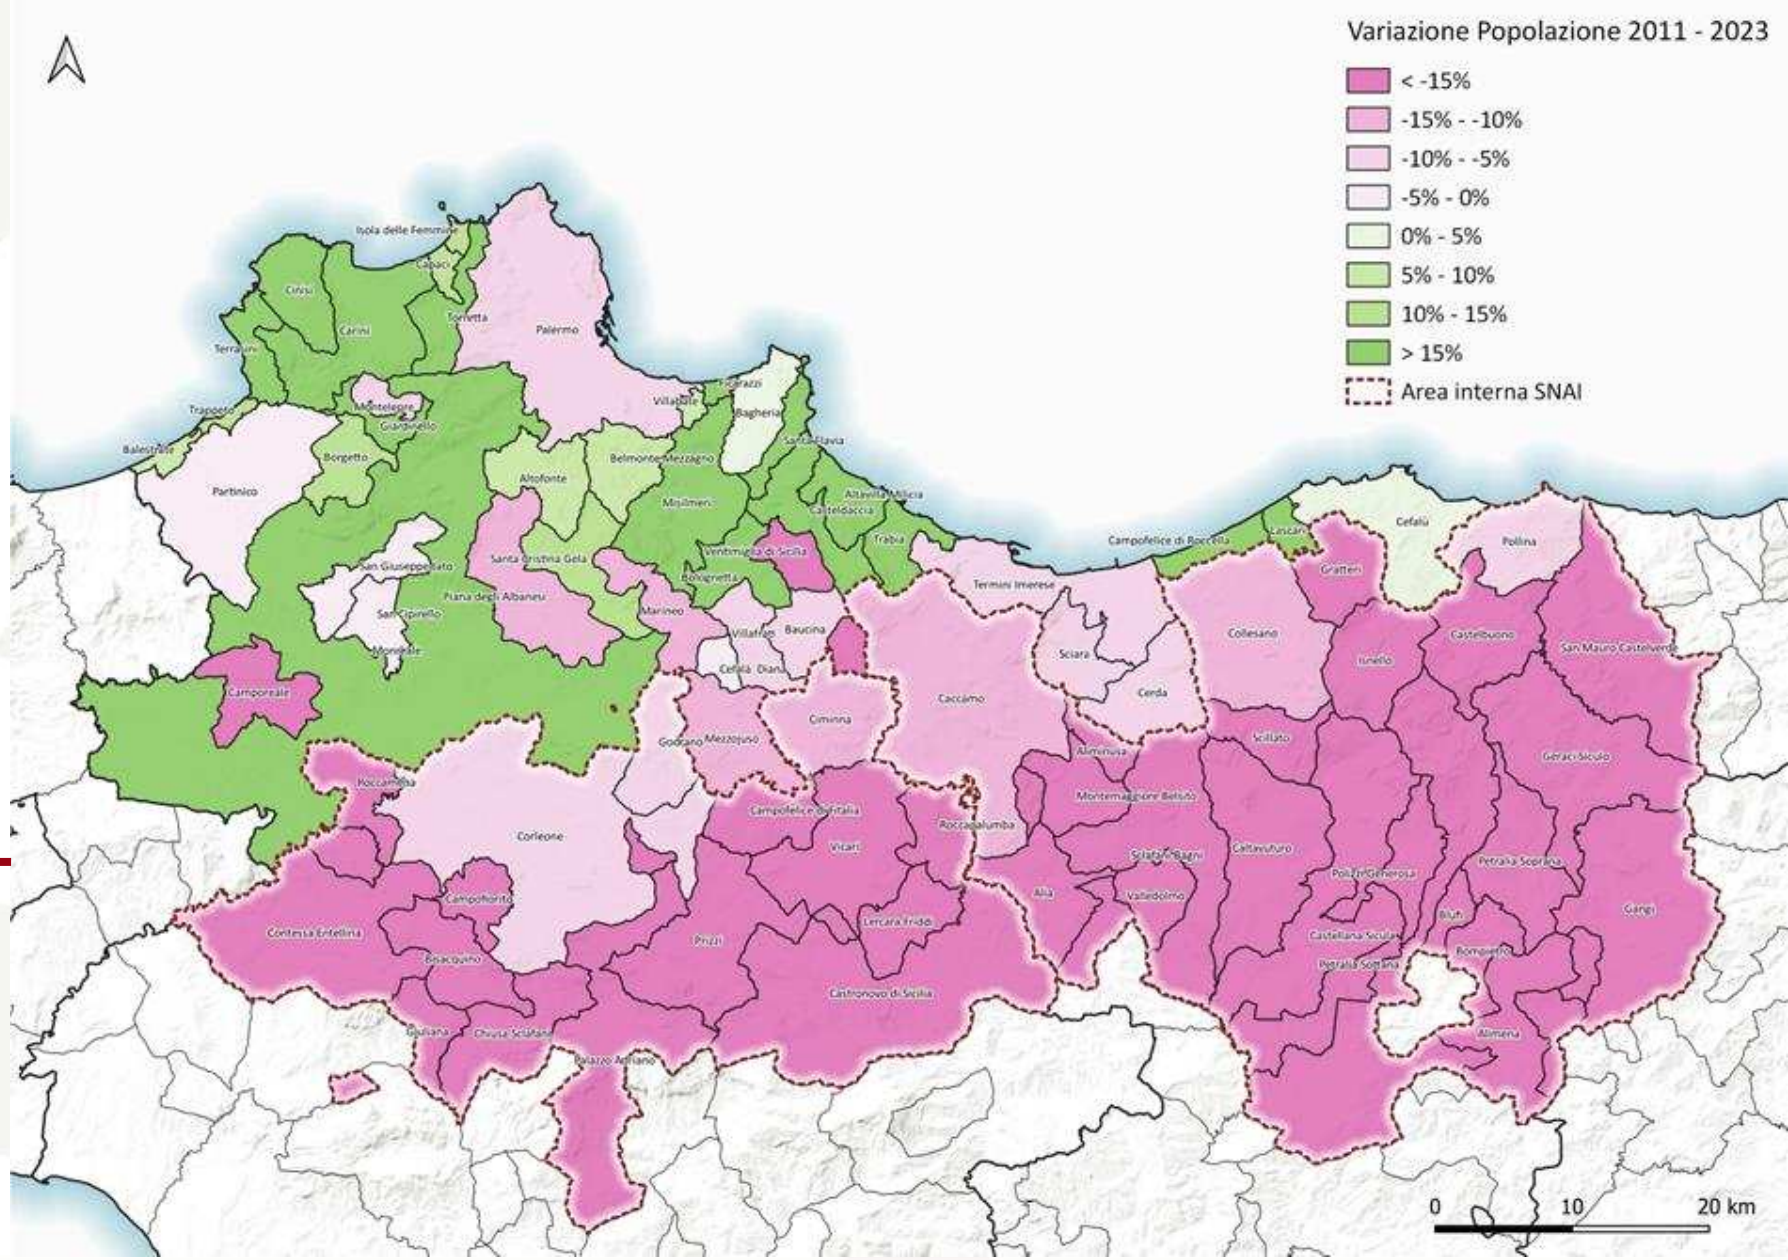 Variazione Popolazione 2011 - 2023
< -15%
-15% - -10%
-10% - -5%
-5% - 0%
0% - 5%
5% - 10%
10% - 15%
> 15%
Area interna SNAI
Isola delle Femmine
Capaci
Cinisi
Torretta
Carini
Palermo
Terrasini
Ficarazzi
Villabate
Montelepre
Trappeto
Bagheria
Giardinello
Santa Flavia
Balestrate
Borgetto
Belmonte Mezzagno
Altofonte
Partinico
Altavilla Milicia
Misilmeri
Casteldaccia
Cefalù
Lascari
Trabia
Campofelice di Roccella
Pollina
Ventimiglia di Sicilia
Santa Cristina Gela
San Giuseppe Jato
Gratteri
Bolognetta
Termini Imerese
Piana degli Albanesi
Marineo
San Cipirello
Villafrati
Baucina
Collesano
Castelbuono
Monreale
Sciara
San Mauro Castelverde
Isnello
Cefalà Diana
Camporeale
Cerda
Caccamo
Ciminna
Godrano
Mezzojuso
Scillato
Aliminusa
Geraci Siculo
Roccamena
Montemaggiore Belsito
Campofelice di Fitalia
Roccapalumba
Corleone
Vicari
Caltavuturo
Sclafani Bagni
Petralia Soprana
Polizzi Generosa
Alia
Valledolmo
Campofiorito
Gangi
Blufi
Lercara Friddi
Contessa Entellina
Castellana Sicula
Prizzi
Bompietro
Bisacquino
Petralia Sottana
Castronovo di Sicilia
Giuliana
Chiusa Sclafani
Alimena
Palazzo Adriano
0 10 20 km